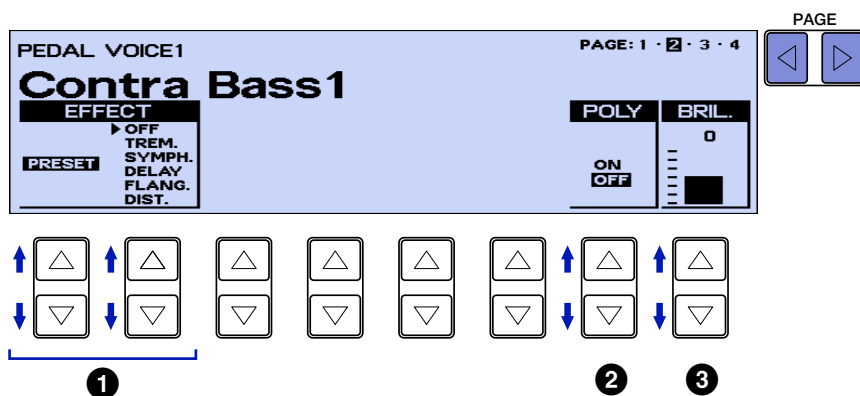 PAGE
PEDAL VOICE1
PAGE: 1 · 2 · 3 · 4
Contra Bass1
EFFECT
PRESET
OFF
TREM.
SYMPH.
DELAY
FLANG.
DIST.
POLY
ON
OFF
BRIL.
0
1
2
3